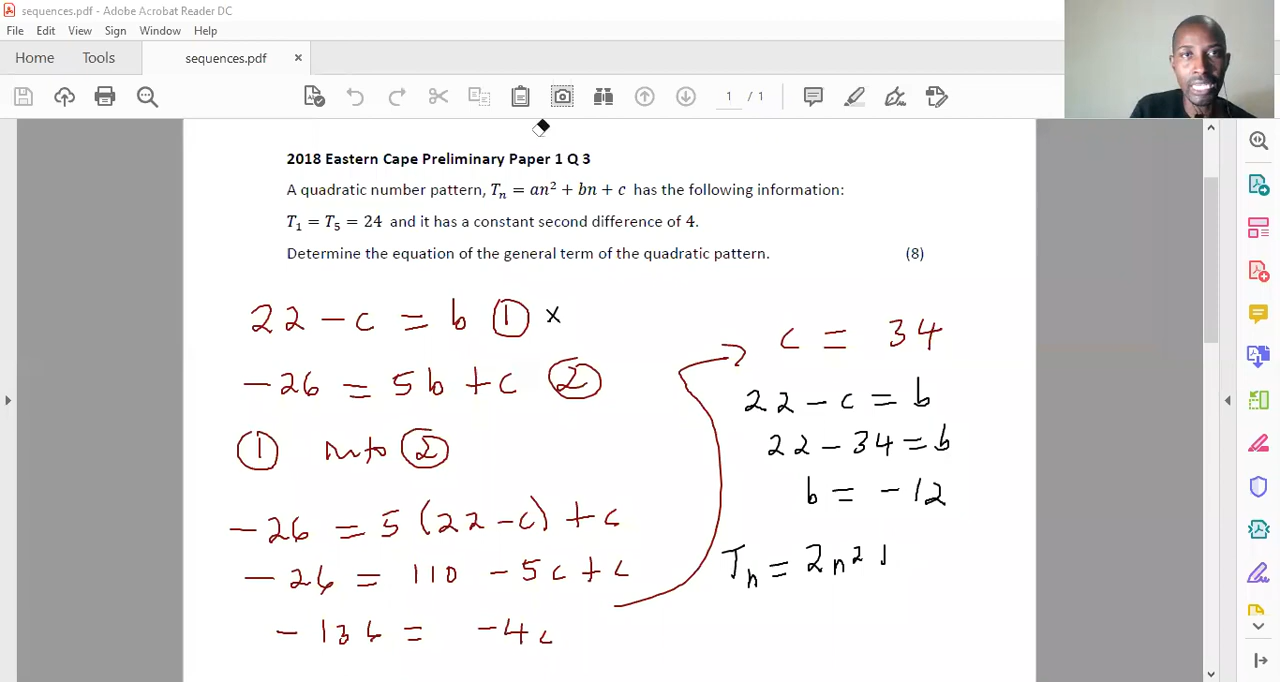 sequences.pdf - Adobe Acrobat Reader DC
File Edit View Sign Window Help
Home Tools sequences.pdf ×
1 / 1
2018 Eastern Cape Preliminary Paper 1 Q 3
A quadratic number pattern, Tₙ = an² + bn + c has the following information:
T₁ = T₅ = 24 and it has a constant second difference of 4.
Determine the equation of the general term of the quadratic pattern. (8)
22 - c = b ① ×
-26 = 5b + c ②
① into ②
-26 = 5(22 - c) + c
-26 = 110 - 5c + c
-136 = -4c
c = 34
22 - c = b
22 - 34 = b
b = -12
Tₙ = 2n²